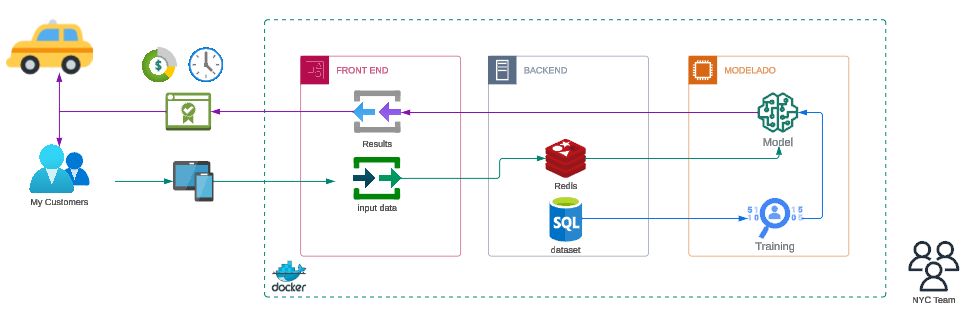 FRONT END
BACKEND
MODELADO
Results
Model
My Customers
input data
Redis
SQL
dataset
Training
docker
NYC Team